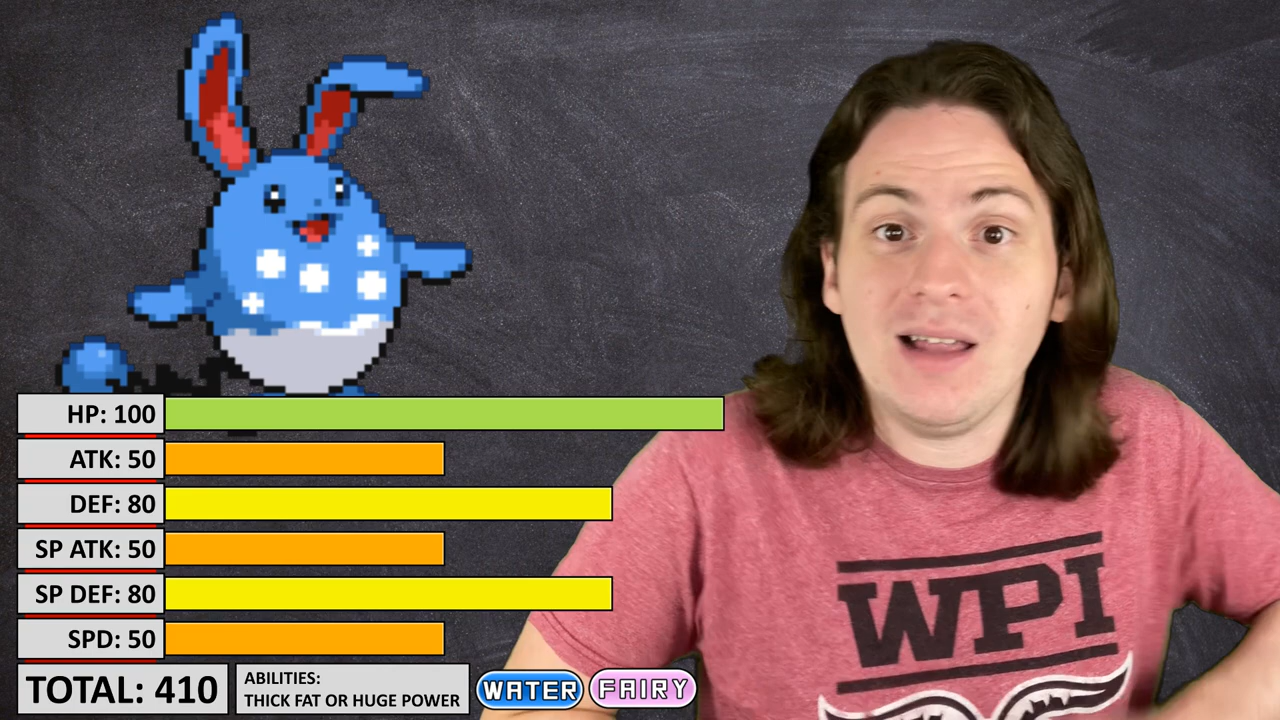 HP: 100
ATK: 50
DEF: 80
SP ATK: 50
SP DEF: 80
SPD: 50
TOTAL: 410
ABILITIES:
THICK FAT OR HUGE POWER
WATER
FAIRY
WPI